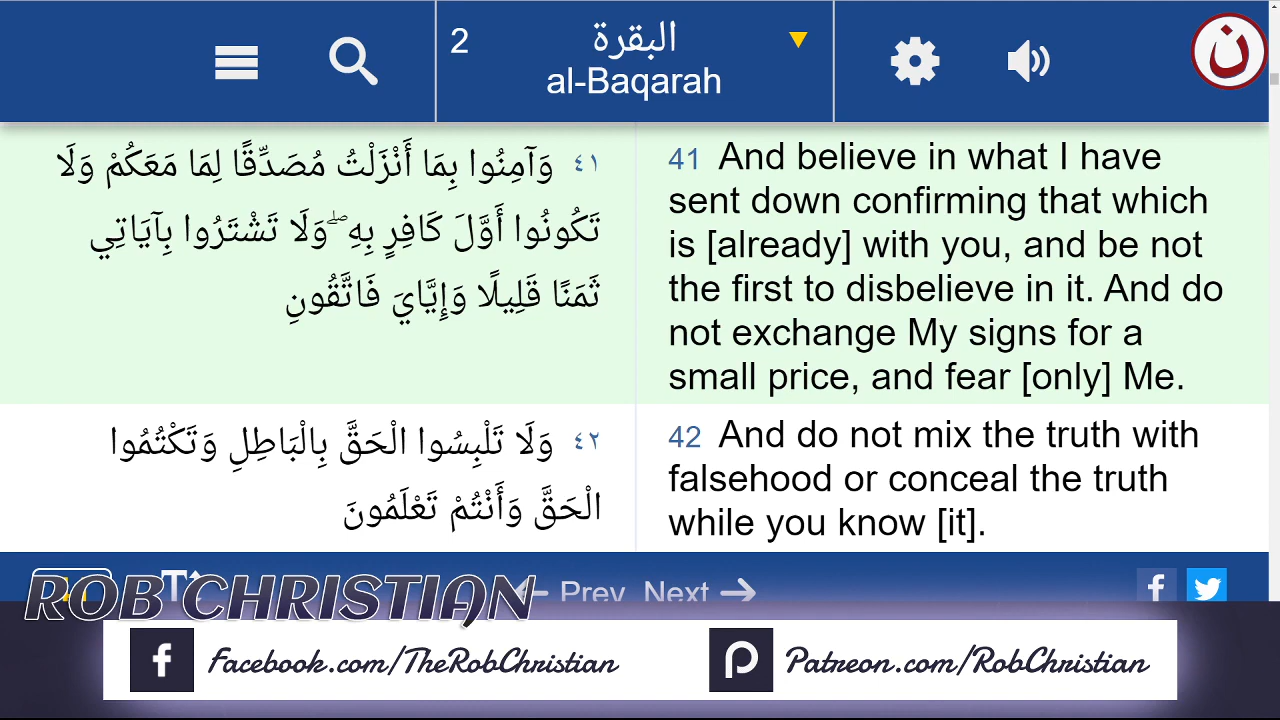 2
البقرة
al-Baqarah
ن
٤١ وَآمِنُوا بِمَا أَنْزَلْتُ مُصَدِّقًا لِمَا مَعَكُمْ وَلَا
تَكُونُوا أَوَّلَ كَافِرٍ بِهِ ۖ وَلَا تَشْتَرُوا بِآيَاتِي
ثَمَنًا قَلِيلًا وَإِيَّايَ فَاتَّقُونِ
41 And believe in what I have
sent down confirming that which
is [already] with you, and be not
the first to disbelieve in it. And do
not exchange My signs for a
small price, and fear [only] Me.
٤٢ وَلَا تَلْبِسُوا الْحَقَّ بِالْبَاطِلِ وَتَكْتُمُوا
الْحَقَّ وَأَنْتُمْ تَعْلَمُونَ
42 And do not mix the truth with
falsehood or conceal the truth
while you know [it].
ROB CHRISTIAN
Prev Next
Facebook.com/TheRobChristian
Patreon.com/RobChristian